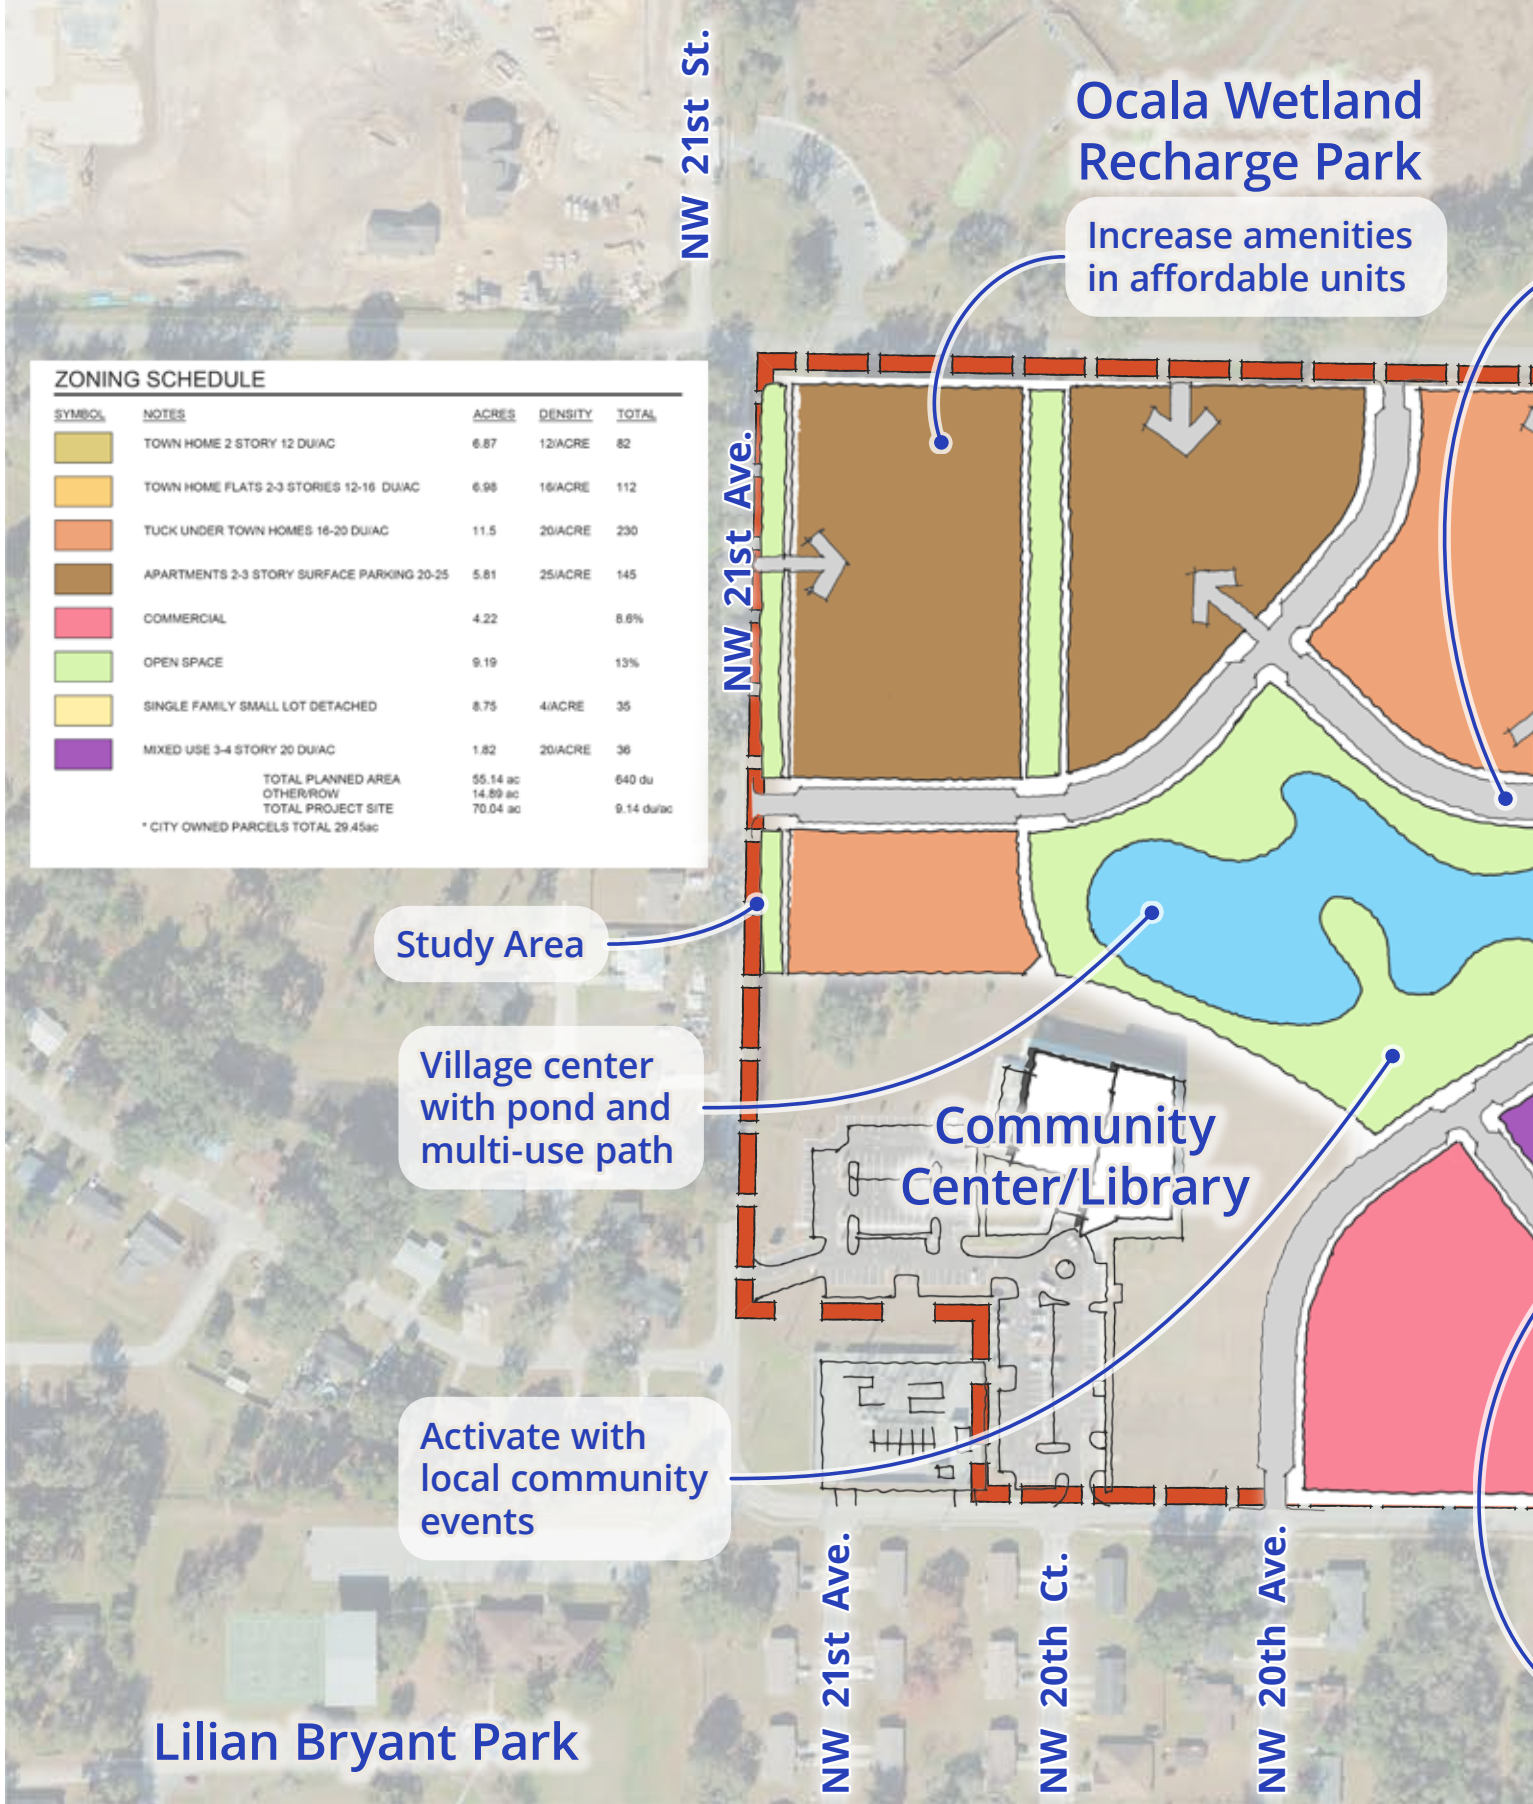 NW 21st St.
Ocala Wetland
Recharge Park
Increase amenities
in affordable units
ZONING SCHEDULE
SYMBOL NOTES ACRES DENSITY TOTAL
TOWN HOME 2 STORY 12 DU/AC 6.87 12/ACRE 82
TOWN HOME FLATS 2-3 STORIES 12-16 DU/AC 6.98 16/ACRE 112
TUCK UNDER TOWN HOMES 16-20 DU/AC 11.5 20/ACRE 230
APARTMENTS 2-3 STORY SURFACE PARKING 20-25 5.81 25/ACRE 145
COMMERCIAL 4.22 8.6%
OPEN SPACE 9.19 13%
SINGLE FAMILY SMALL LOT DETACHED 8.75 4/ACRE 35
MIXED USE 3-4 STORY 20 DU/AC 1.82 20/ACRE 36
TOTAL PLANNED AREA 55.14 ac 640 du
OTHER/ROW 14.89 ac
TOTAL PROJECT SITE 70.04 ac 9.14 du/ac
* CITY OWNED PARCELS TOTAL 29.45ac
NW 21st Ave.
Study Area
Village center
with pond and
multi-use path
Community
Center/Library
Activate with
local community
events
NW 21st Ave.
NW 20th Ct.
NW 20th Ave.
Lilian Bryant Park